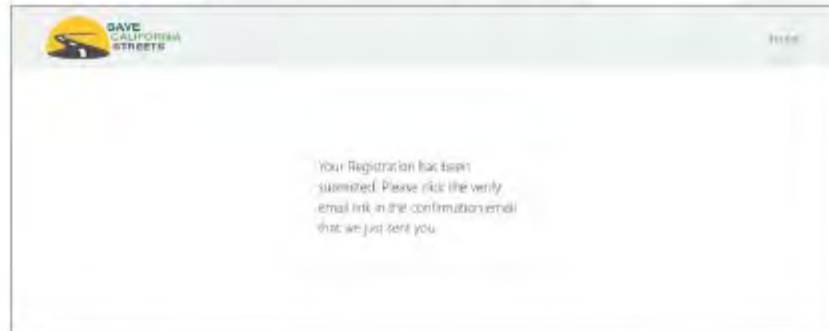 SAVE
CALIFORNIA
STREETS
Home
Your Registration has been
submitted. Please click the verify
email link in the confirmation email
that we just sent you.